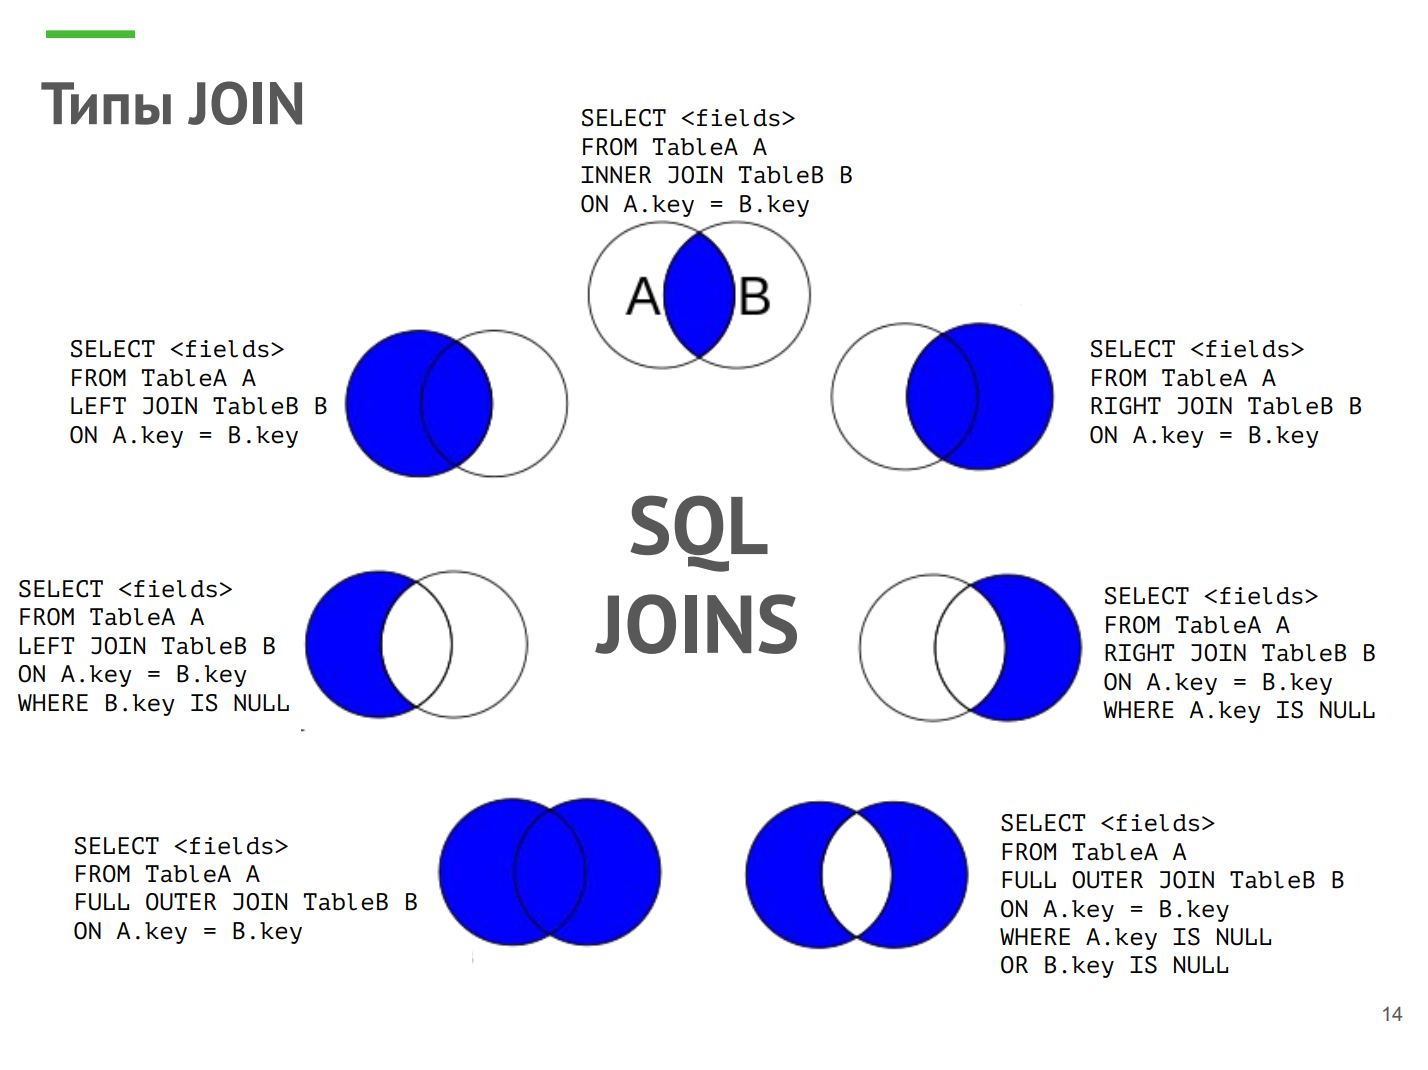 Типы JOIN
SELECT <fields>
FROM TableA A
INNER JOIN TableB B
ON A.key = B.key
A B
SELECT <fields>
FROM TableA A
LEFT JOIN TableB B
ON A.key = B.key
SELECT <fields>
FROM TableA A
RIGHT JOIN TableB B
ON A.key = B.key
SQL
JOINS
SELECT <fields>
FROM TableA A
LEFT JOIN TableB B
ON A.key = B.key
WHERE B.key IS NULL
SELECT <fields>
FROM TableA A
RIGHT JOIN TableB B
ON A.key = B.key
WHERE A.key IS NULL
SELECT <fields>
FROM TableA A
FULL OUTER JOIN TableB B
ON A.key = B.key
SELECT <fields>
FROM TableA A
FULL OUTER JOIN TableB B
ON A.key = B.key
WHERE A.key IS NULL
OR B.key IS NULL
14